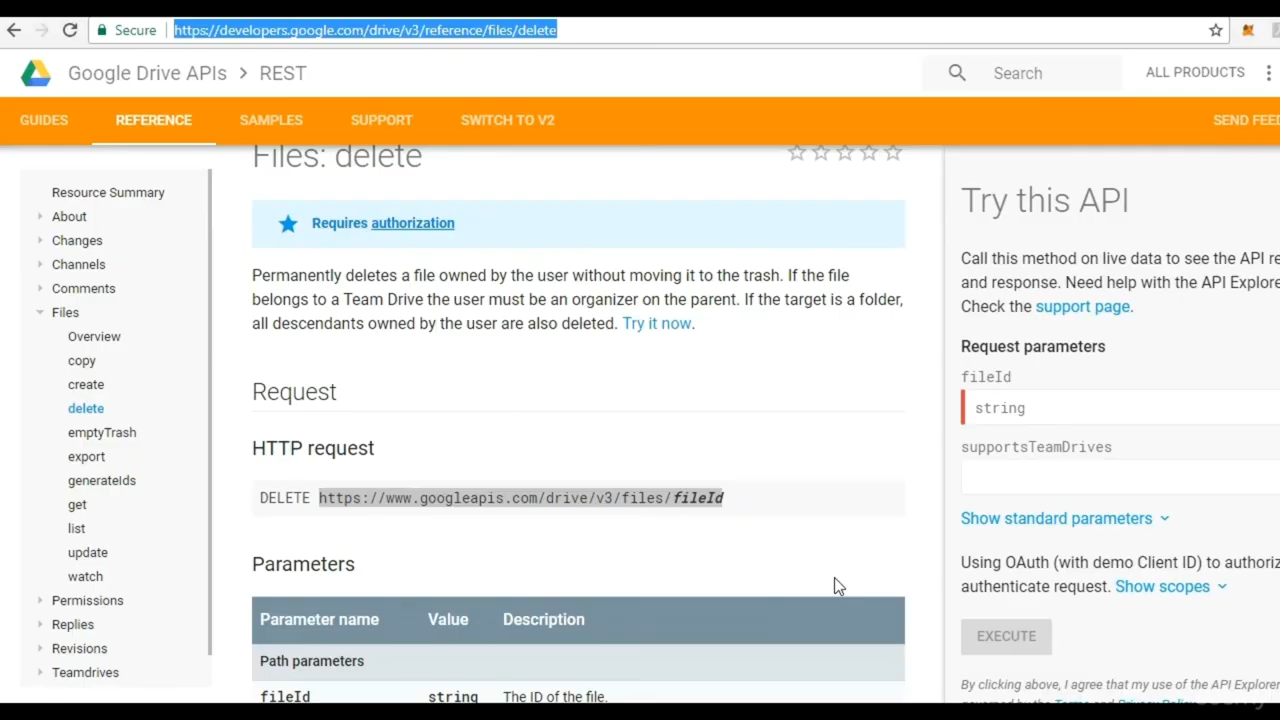 Secure https://developers.google.com/drive/v3/reference/files/delete
Google Drive APIs > REST
Search
ALL PRODUCTS
GUIDES REFERENCE SAMPLES SUPPORT SWITCH TO V2
Resource Summary
About
Changes
Channels
Comments
Files
Overview
copy
create
delete
emptyTrash
export
generateIds
get
list
update
watch
Permissions
Replies
Revisions
Teamdrives
Files: delete
Requires authorization
Permanently deletes a file owned by the user without moving it to the trash. If the file
belongs to a Team Drive the user must be an organizer on the parent. If the target is a folder,
all descendants owned by the user are also deleted. Try it now.
Request
HTTP request
DELETE https://www.googleapis.com/drive/v3/files/fileId
Parameters
Parameter name Value Description
Path parameters
fileId string The ID of the file.
SEND FEE
Try this API
Call this method on live data to see the API re
and response. Need help with the API Explore
Check the support page.
Request parameters
fileId
string
supportsTeamDrives
Show standard parameters
Using OAuth (with demo Client ID) to authoriz
authenticate request. Show scopes
EXECUTE
By clicking above, I agree that my use of the API Explorer